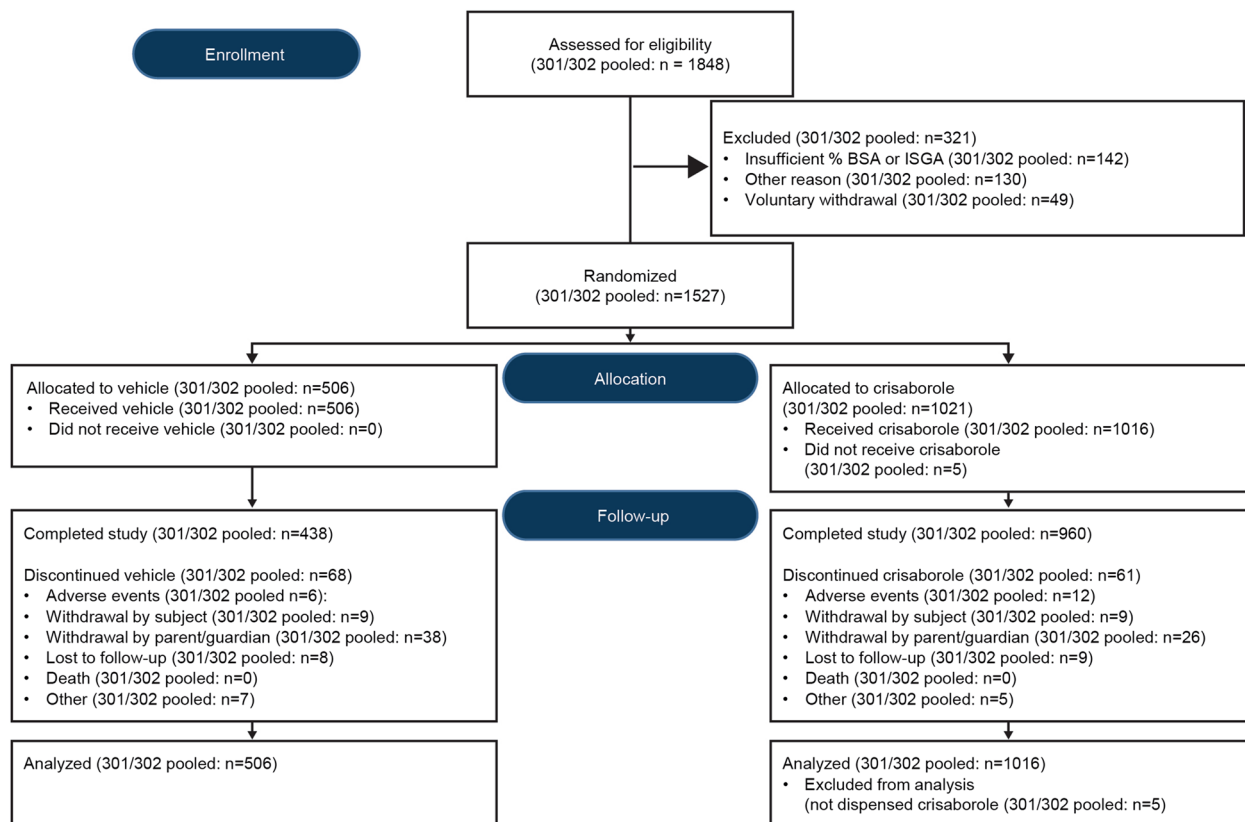 Enrollment
Assessed for eligibility
(301/302 pooled: n = 1848)
Excluded (301/302 pooled: n=321)
• Insufficient % BSA or ISGA (301/302 pooled: n=142)
• Other reason (301/302 pooled: n=130)
• Voluntary withdrawal (301/302 pooled: n=49)
Randomized
(301/302 pooled: n=1527)
Allocation
Allocated to vehicle (301/302 pooled: n=506)
• Received vehicle (301/302 pooled: n=506)
• Did not receive vehicle (301/302 pooled: n=0)
Allocated to crisaborole
(301/302 pooled: n=1021)
• Received crisaborole (301/302 pooled: n=1016)
• Did not receive crisaborole
(301/302 pooled: n=5)
Follow-up
Completed study (301/302 pooled: n=438)
Discontinued vehicle (301/302 pooled: n=68)
• Adverse events (301/302 pooled n=6):
• Withdrawal by subject (301/302 pooled: n=9)
• Withdrawal by parent/guardian (301/302 pooled: n=38)
• Lost to follow-up (301/302 pooled: n=8)
• Death (301/302 pooled: n=0)
• Other (301/302 pooled: n=7)
Completed study (301/302 pooled: n=960)
Discontinued crisaborole (301/302 pooled: n=61)
• Adverse events (301/302 pooled: n=12)
• Withdrawal by subject (301/302 pooled: n=9)
• Withdrawal by parent/guardian (301/302 pooled: n=26)
• Lost to follow-up (301/302 pooled: n=9)
• Death (301/302 pooled: n=0)
• Other (301/302 pooled: n=5)
Analyzed (301/302 pooled: n=506)
Analyzed (301/302 pooled: n=1016)
• Excluded from analysis
(not dispensed crisaborole (301/302 pooled: n=5)